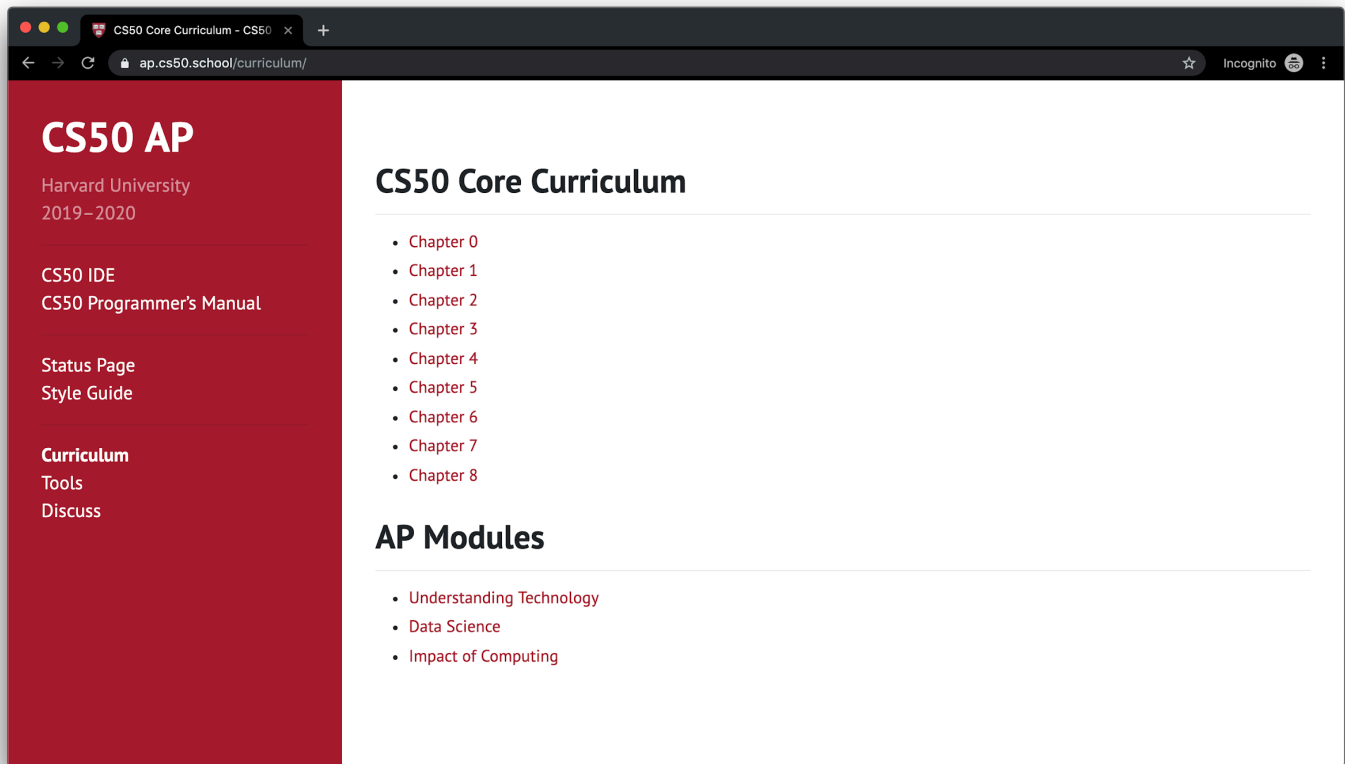 CS50 Core Curriculum - CS50
ap.cs50.school/curriculum/
Incognito
CS50 AP
Harvard University
2019–2020
CS50 IDE
CS50 Programmer’s Manual
Status Page
Style Guide
Curriculum
Tools
Discuss
CS50 Core Curriculum
Chapter 0
Chapter 1
Chapter 2
Chapter 3
Chapter 4
Chapter 5
Chapter 6
Chapter 7
Chapter 8
AP Modules
Understanding Technology
Data Science
Impact of Computing